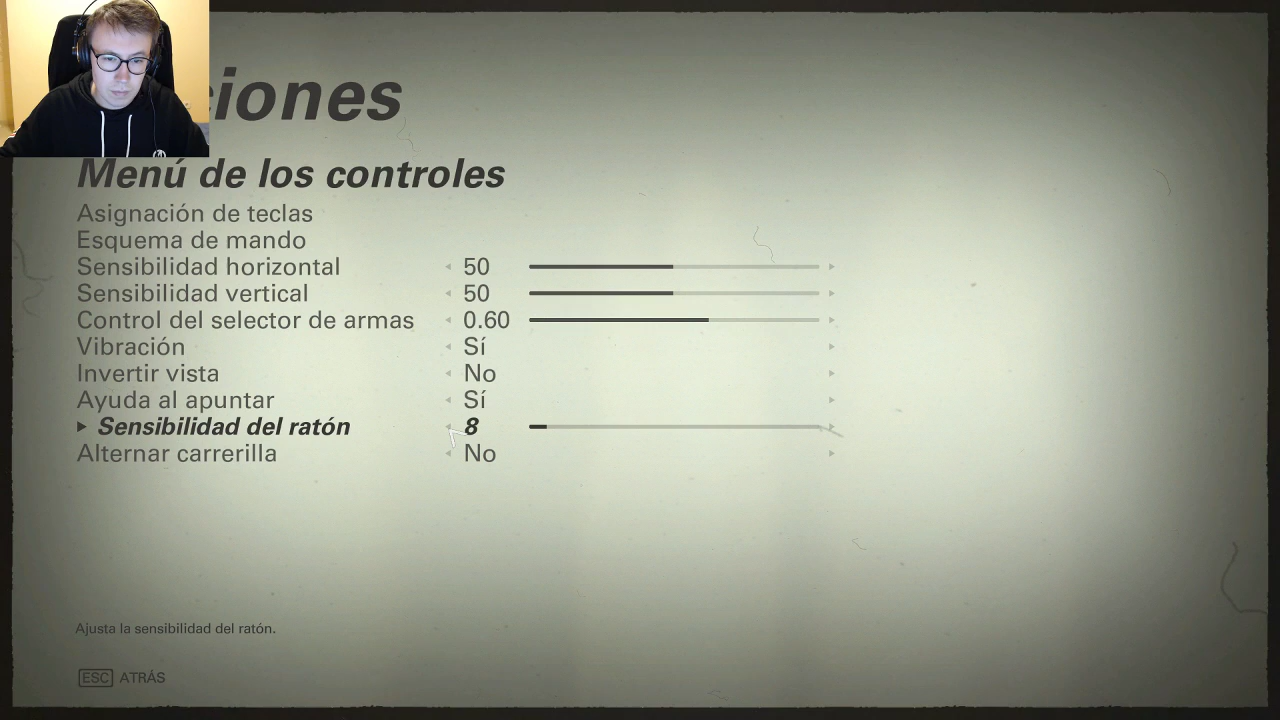 ciones
Menú de los controles
Asignación de teclas
Esquema de mando
Sensibilidad horizontal 50
Sensibilidad vertical 50
Control del selector de armas 0.60
Vibración Sí
Invertir vista No
Ayuda al apuntar Sí
Sensibilidad del ratón 8
Alternar carrerilla No
Ajusta la sensibilidad del ratón.
ESC ATRÁS